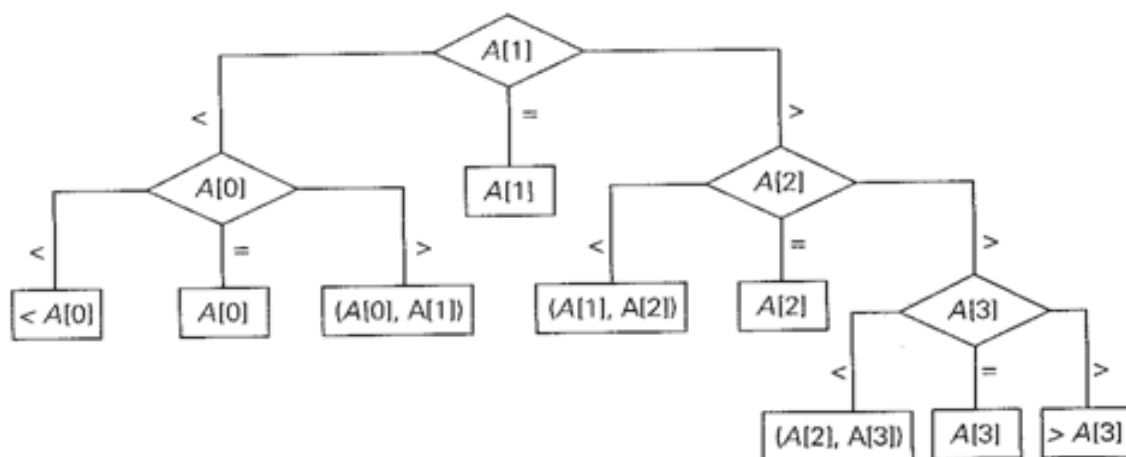 A[1]
< = >
A[0] A[1] A[2]
< = > < = >
< A[0] A[0] (A[0], A[1]) (A[1], A[2]) A[2] A[3]
< = >
(A[2], A[3]) A[3] > A[3]